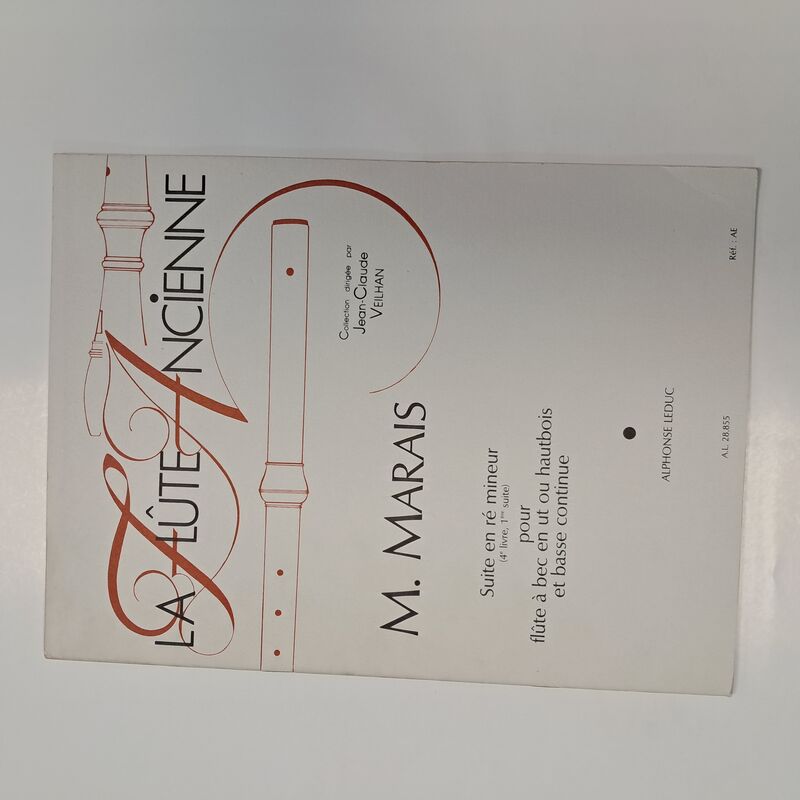 LA FLÛTE ANCIENNE
Collection dirigée par
Jean-Claude
VEILHAN
M. MARAIS
Suite en ré mineur
(4e livre, 1ère suite)
pour
flûte à bec en ut ou hautbois
et basse continue
ALPHONSE LEDUC
A.L. 28.855
Réf. : AE